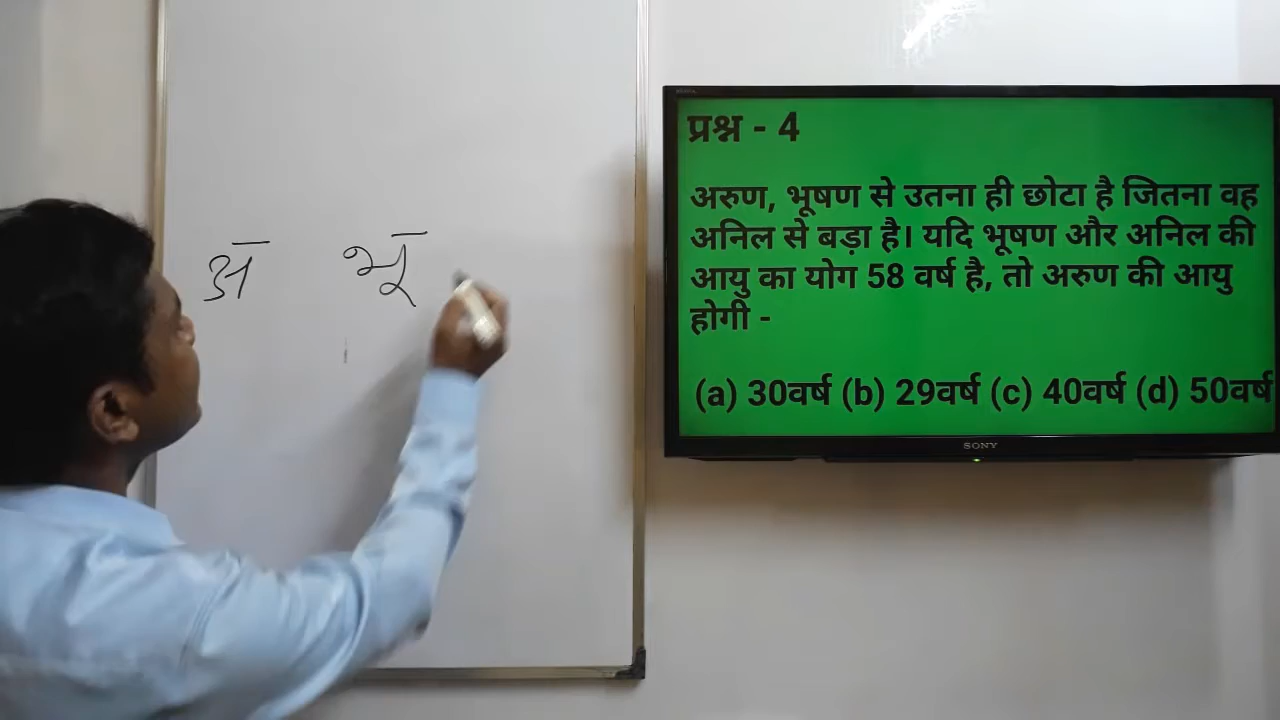 अ भू
प्रश्न - 4
अरुण, भूषण से उतना ही छोटा है जितना वह
अनिल से बड़ा है। यदि भूषण और अनिल की
आयु का योग 58 वर्ष है, तो अरुण की आयु
होगी -
(a) 30वर्ष (b) 29वर्ष (c) 40वर्ष (d) 50वर्ष
SONY